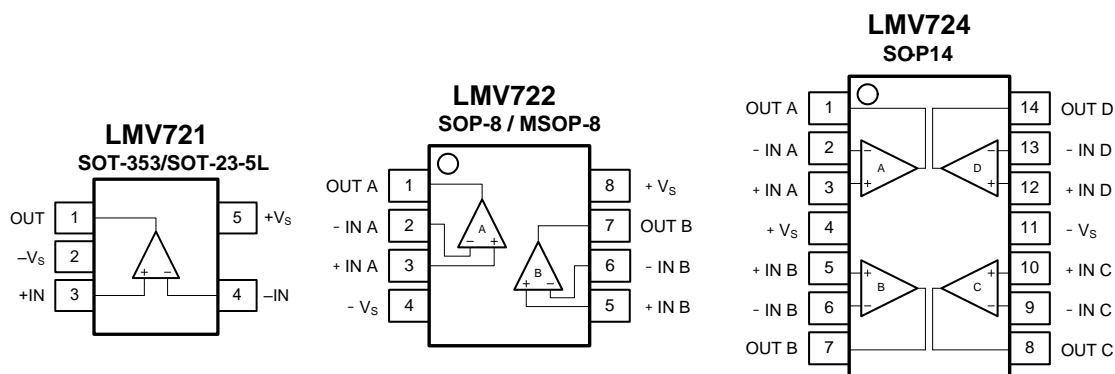 LMV721
SOT-353/SOT-23-5L
OUT 1
–VS 2
+IN 3
5 +VS
4 –IN
+ −
LMV722
SOP-8 / MSOP-8
OUT A 1
- IN A 2
+ IN A 3
- VS 4
8 + VS
7 OUT B
6 - IN B
5 + IN B
A
− +
B
+ −
LMV724
SO-P14
OUT A 1
- IN A 2
+ IN A 3
+ VS 4
+ IN B 5
- IN B 6
OUT B 7
14 OUT D
13 - IN D
12 + IN D
11 - VS
10 + IN C
9 - IN C
8 OUT C
− A − D
+ +
+ B + C
− −